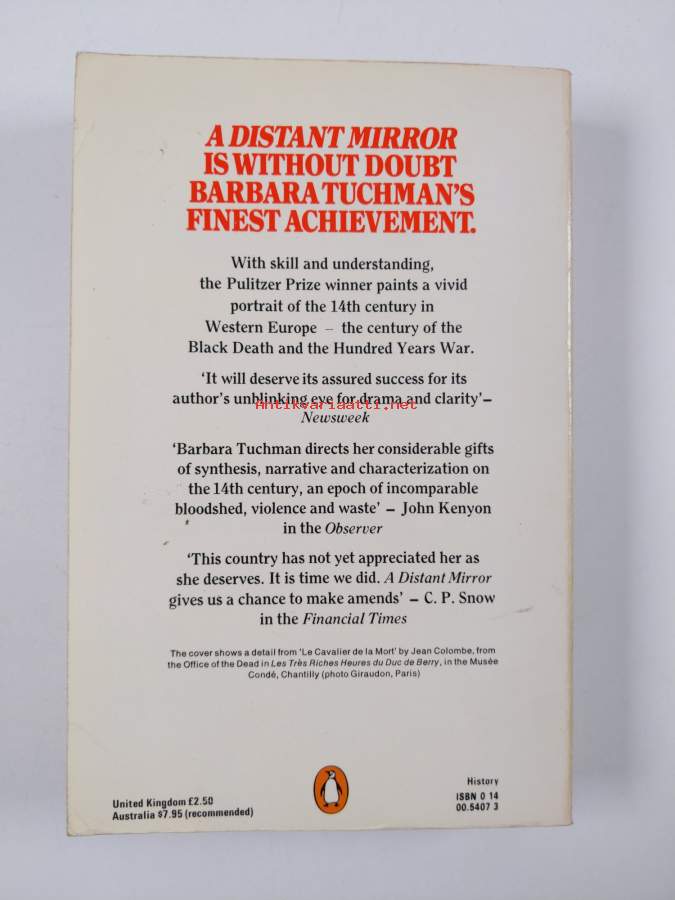 A DISTANT MIRROR
IS WITHOUT DOUBT
BARBARA TUCHMAN'S
FINEST ACHIEVEMENT.
With skill and understanding,
the Pulitzer Prize winner paints a vivid
portrait of the 14th century in
Western Europe – the century of the
Black Death and the Hundred Years War.
'It will deserve its assured success for its
author's unblinking eye for drama and clarity'–
Antikvariaatti.net
Newsweek
'Barbara Tuchman directs her considerable gifts
of synthesis, narrative and characterization on
the 14th century, an epoch of incomparable
bloodshed, violence and waste' – John Kenyon
in the Observer
'This country has not yet appreciated her as
she deserves. It is time we did. A Distant Mirror
gives us a chance to make amends' – C. P. Snow
in the Financial Times
The cover shows a detail from 'Le Cavalier de la Mort' by Jean Colombe, from
the Office of the Dead in Les Très Riches Heures du Duc de Berry, in the Musée
Condé, Chantilly (photo Giraudon, Paris)
United Kingdom £2.50
Australia $7.95 (recommended)
History
ISBN 0 14
00.5407 3